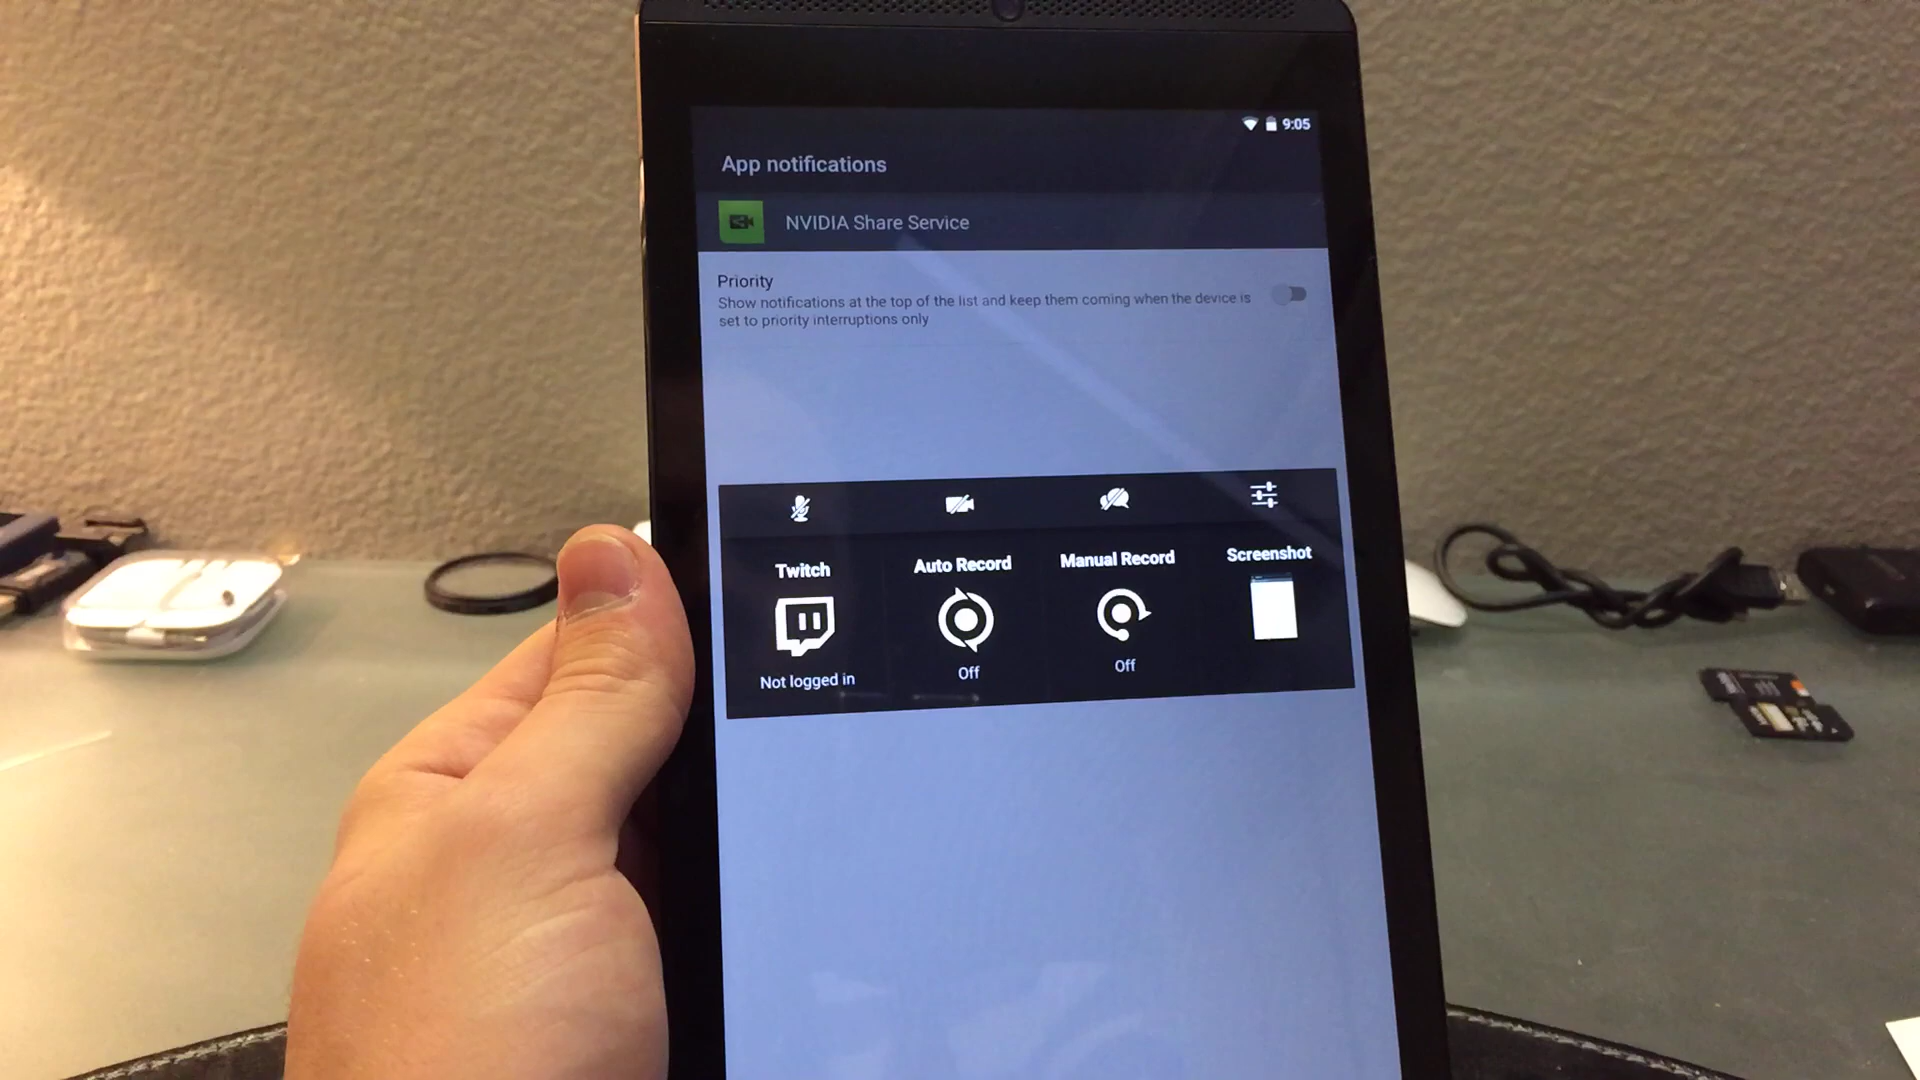 9:05
App notifications
NVIDIA Share Service
Priority
Show notifications at the top of the list and keep them coming when the device is
set to priority interruptions only
Twitch
Auto Record
Manual Record
Screenshot
Not logged in
Off
Off